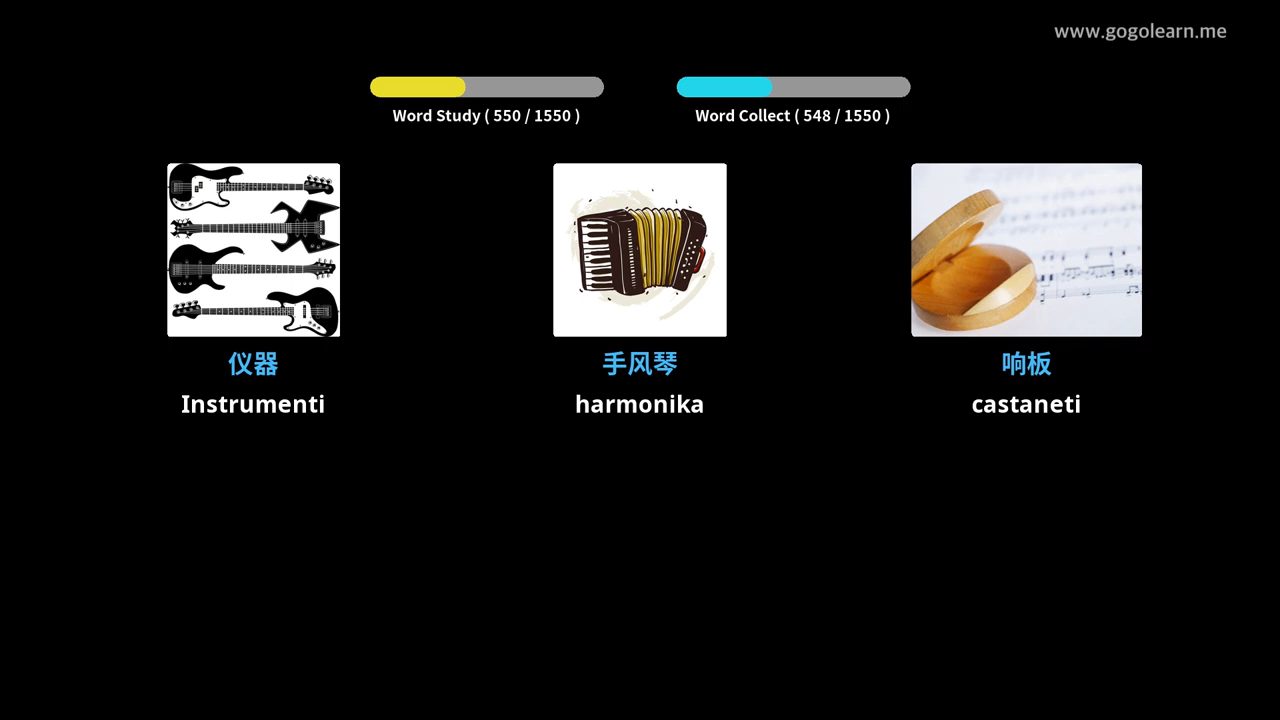 www.gogolearn.me
Word Study ( 550 / 1550 )
Word Collect ( 548 / 1550 )
仪器
手风琴
响板
Instrumenti
harmonika
castaneti